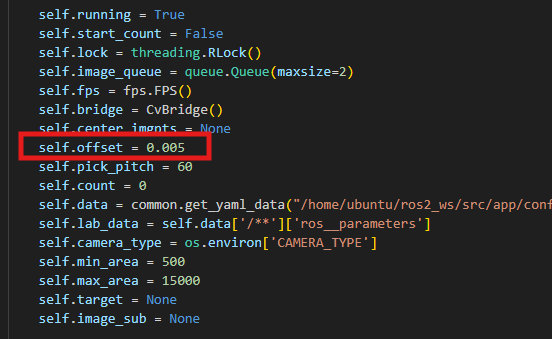 self.running = True
self.start_count = False
self.lock = threading.RLock()
self.image_queue = queue.Queue(maxsize=2)
self.fps = fps.FPS()
self.bridge = CvBridge()
self.center_imgpts = None
self.offset = 0.005
self.pick_pitch = 60
self.count = 0
self.data = common.get_yaml_data("/home/ubuntu/ros2_ws/src/app/conf
self.lab_data = self.data['/**']['ros__parameters']
self.camera_type = os.environ['CAMERA_TYPE']
self.min_area = 500
self.max_area = 15000
self.target = None
self.image_sub = None